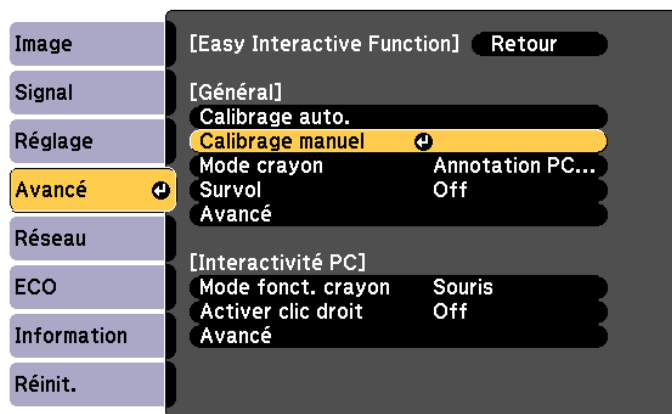 Image
Signal
Réglage
Avancé
Réseau
ECO
Information
Réinit.
[Easy Interactive Function] Retour
[Général]
Calibrage auto.
Calibrage manuel
Mode crayon Annotation PC...
Survol Off
Avancé
[Interactivité PC]
Mode fonct. crayon Souris
Activer clic droit Off
Avancé